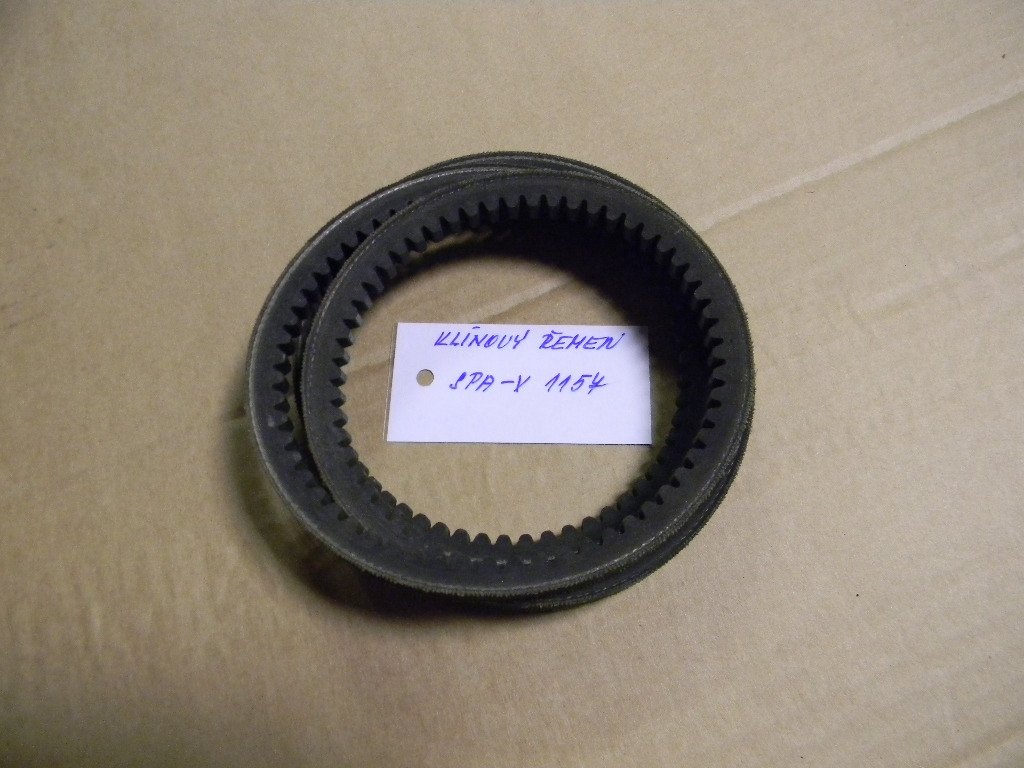 KLÍNOVÝ ŘEMEN
SPA-X 1157